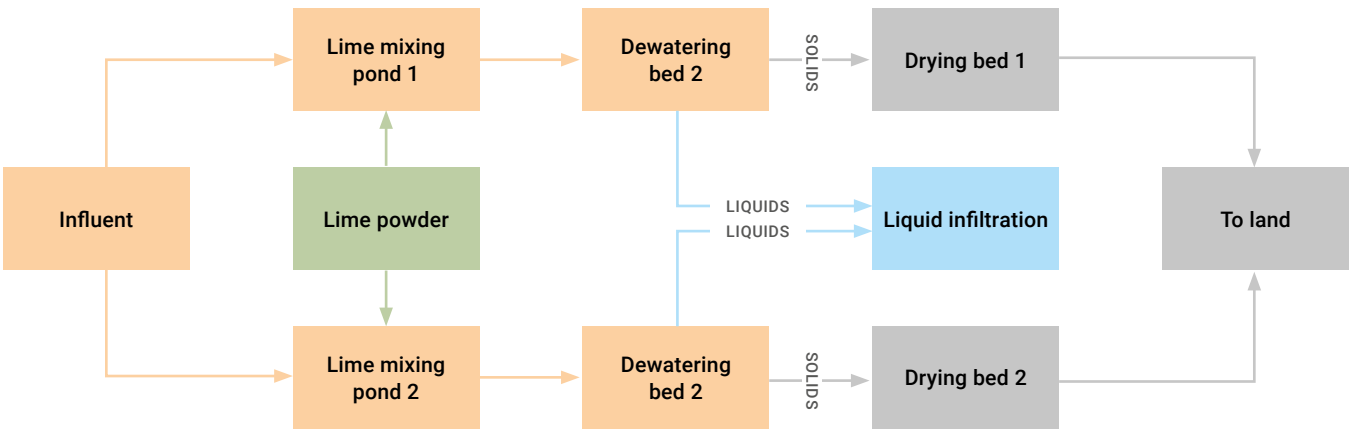 Lime mixing
pond 1
Dewatering
bed 2
SOLIDS
Drying bed 1
Influent
Lime powder
LIQUIDS
LIQUIDS
Liquid infiltration
To land
Lime mixing
pond 2
Dewatering
bed 2
SOLIDS
Drying bed 2